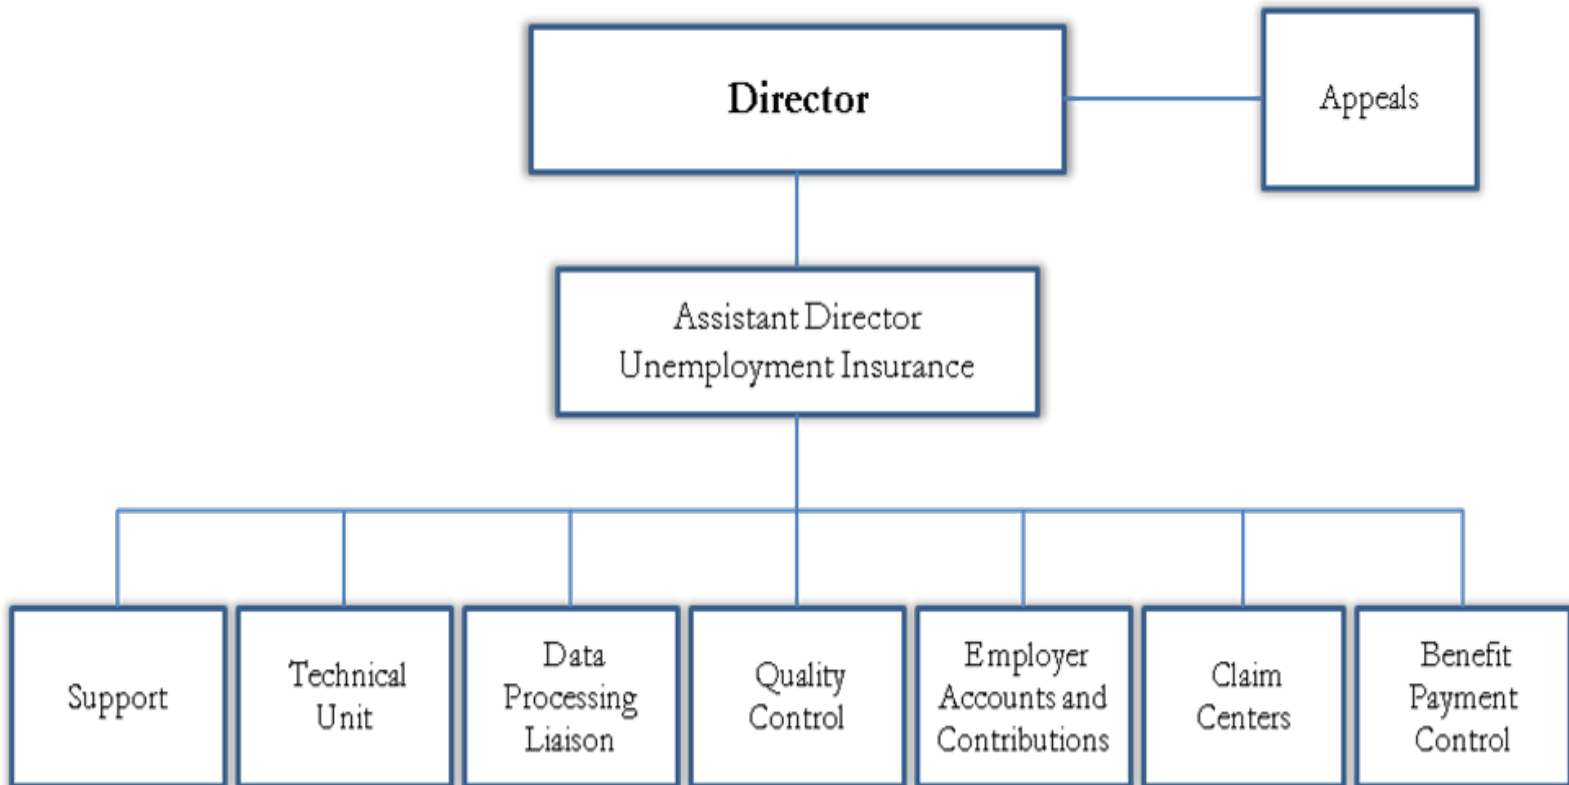 Director
Appeals
Assistant Director
Unemployment Insurance
Support
Technical
Unit
Data
Processing
Liaison
Quality
Control
Employer
Accounts and
Contributions
Claim
Centers
Benefit
Payment
Control